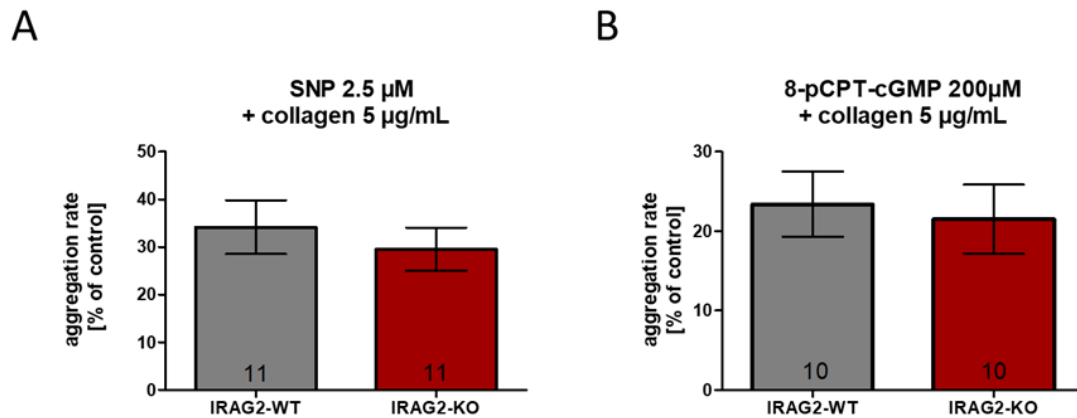 A
SNP 2.5 µM
+ collagen 5 µg/mL
aggregation rate
[% of control]
50
40
30
20
10
0
11
11
IRAG2-WT
IRAG2-KO
B
8-pCPT-cGMP 200µM
+ collagen 5 µg/mL
aggregation rate
[% of control]
30
20
10
0
10
10
IRAG2-WT
IRAG2-KO